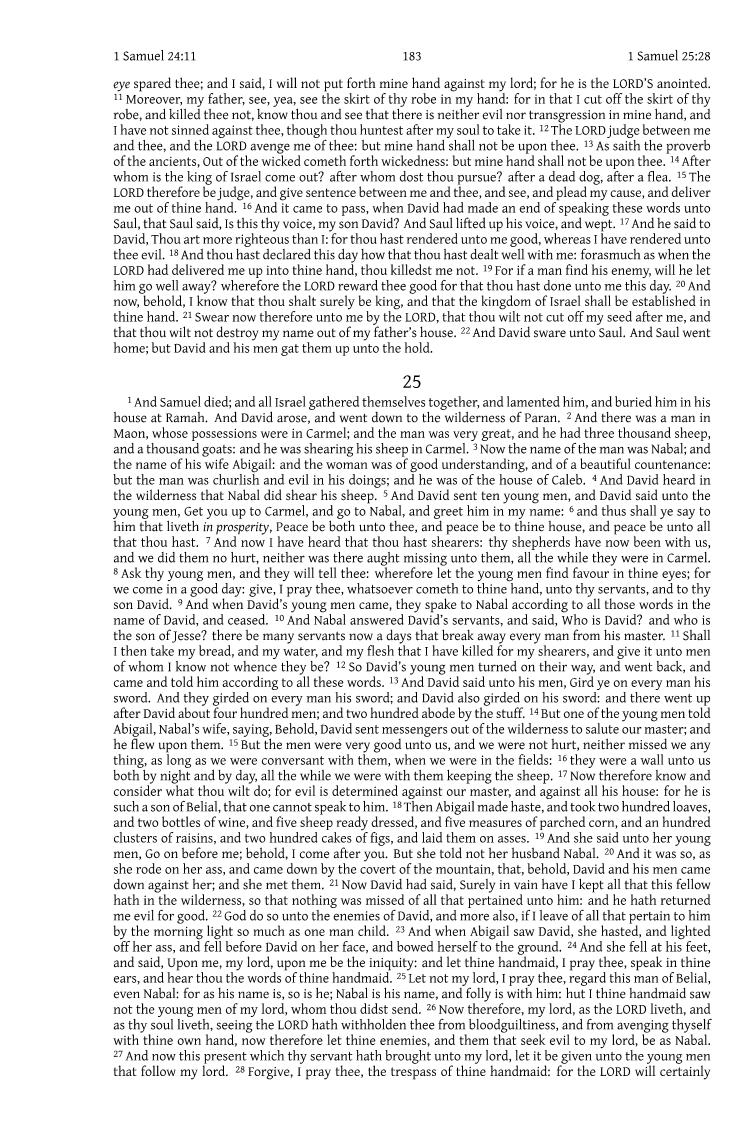 1 Samuel 24:11 183 1 Samuel 25:28
eye spared thee; and I said, I will not put forth mine hand against my lord; for he is the LORD'S anointed.
11 Moreover, my father, see, yea, see the skirt of thy robe in my hand: for in that I cut off the skirt of thy
robe, and killed thee not, know thou and see that there is neither evil nor transgression in mine hand, and
I have not sinned against thee, though thou huntest after my soul to take it. 12 The LORD judge between me
and thee, and the LORD avenge me of thee: but mine hand shall not be upon thee. 13 As saith the proverb
of the ancients, Out of the wicked cometh forth wickedness: but mine hand shall not be upon thee. 14 After
whom is the king of Israel come out? after whom dost thou pursue? after a dead dog, after a flea. 15 The
LORD therefore be judge, and give sentence between me and thee, and see, and plead my cause, and deliver
me out of thine hand. 16 And it came to pass, when David had made an end of speaking these words unto
Saul, that Saul said, Is this thy voice, my son David? And Saul lifted up his voice, and wept. 17 And he said to
David, Thou art more righteous than I: for thou hast rendered unto me good, whereas I have rendered unto
thee evil. 18 And thou hast declared this day how that thou hast dealt well with me: forasmuch as when the
LORD had delivered me up into thine hand, thou killedst me not. 19 For if a man find his enemy, will he let
him go well away? wherefore the LORD reward thee good for that thou hast done unto me this day. 20 And
now, behold, I know that thou shalt surely be king, and that the kingdom of Israel shall be established in
thine hand. 21 Swear now therefore unto me by the LORD, that thou wilt not cut off my seed after me, and
that thou wilt not destroy my name out of my father's house. 22 And David sware unto Saul. And Saul went
home; but David and his men gat them up unto the hold.
25
1 And Samuel died; and all Israel gathered themselves together, and lamented him, and buried him in his
house at Ramah. And David arose, and went down to the wilderness of Paran. 2 And there was a man in
Maon, whose possessions were in Carmel; and the man was very great, and he had three thousand sheep,
and a thousand goats: and he was shearing his sheep in Carmel. 3 Now the name of the man was Nabal; and
the name of his wife Abigail: and the woman was of good understanding, and of a beautiful countenance:
but the man was churlish and evil in his doings; and he was of the house of Caleb. 4 And David heard in
the wilderness that Nabal did shear his sheep. 5 And David sent ten young men, and David said unto the
young men, Get you up to Carmel, and go to Nabal, and greet him in my name: 6 and thus shall ye say to
him that liveth in prosperity, Peace be both unto thee, and peace be to thine house, and peace be unto all
that thou hast. 7 And now I have heard that thou hast shearers: thy shepherds have now been with us,
and we did them no hurt, neither was there aught missing unto them, all the while they were in Carmel.
8 Ask thy young men, and they will tell thee: wherefore let the young men find favour in thine eyes; for
we come in a good day: give, I pray thee, whatsoever cometh to thine hand, unto thy servants, and to thy
son David. 9 And when David's young men came, they spake to Nabal according to all those words in the
name of David, and ceased. 10 And Nabal answered David's servants, and said, Who is David? and who is
the son of Jesse? there be many servants now a days that break away every man from his master. 11 Shall
I then take my bread, and my water, and my flesh that I have killed for my shearers, and give it unto men
of whom I know not whence they be? 12 So David's young men turned on their way, and went back, and
came and told him according to all these words. 13 And David said unto his men, Gird ye on every man his
sword. And they girded on every man his sword; and David also girded on his sword: and there went up
after David about four hundred men; and two hundred abode by the stuff. 14 But one of the young men told
Abigail, Nabal's wife, saying, Behold, David sent messengers out of the wilderness to salute our master; and
he flew upon them. 15 But the men were very good unto us, and we were not hurt, neither missed we any
thing, as long as we were conversant with them, when we were in the fields: 16 they were a wall unto us
both by night and by day, all the while we were with them keeping the sheep. 17 Now therefore know and
consider what thou wilt do; for evil is determined against our master, and against all his house: for he is
such a son of Belial, that one cannot speak to him. 18 Then Abigail made haste, and took two hundred loaves,
and two bottles of wine, and five sheep ready dressed, and five measures of parched corn, and an hundred
clusters of raisins, and two hundred cakes of figs, and laid them on asses. 19 And she said unto her young
men, Go on before me; behold, I come after you. But she told not her husband Nabal. 20 And it was so, as
she rode on her ass, and came down by the covert of the mountain, that, behold, David and his men came
down against her; and she met them. 21 Now David had said, Surely in vain have I kept all that this fellow
hath in the wilderness, so that nothing was missed of all that pertained unto him: and he hath returned
me evil for good. 22 God do so unto the enemies of David, and more also, if I leave of all that pertain to him
by the morning light so much as one man child. 23 And when Abigail saw David, she hasted, and lighted
off her ass, and fell before David on her face, and bowed herself to the ground. 24 And she fell at his feet,
and said, Upon me, my lord, upon me be the iniquity: and let thine handmaid, I pray thee, speak in thine
ears, and hear thou the words of thine handmaid. 25 Let not my lord, I pray thee, regard this man of Belial,
even Nabal: for as his name is, so is he; Nabal is his name, and folly is with him: but I thine handmaid saw
not the young men of my lord, whom thou didst send. 26 Now therefore, my lord, as the LORD liveth, and
as thy soul liveth, seeing the LORD hath withholden thee from bloodguiltiness, and from avenging thyself
with thine own hand, now therefore let thine enemies, and them that seek evil to my lord, be as Nabal.
27 And now this present which thy servant hath brought unto my lord, let it be given unto the young men
that follow my lord. 28 Forgive, I pray thee, the trespass of thine handmaid: for the LORD will certainly